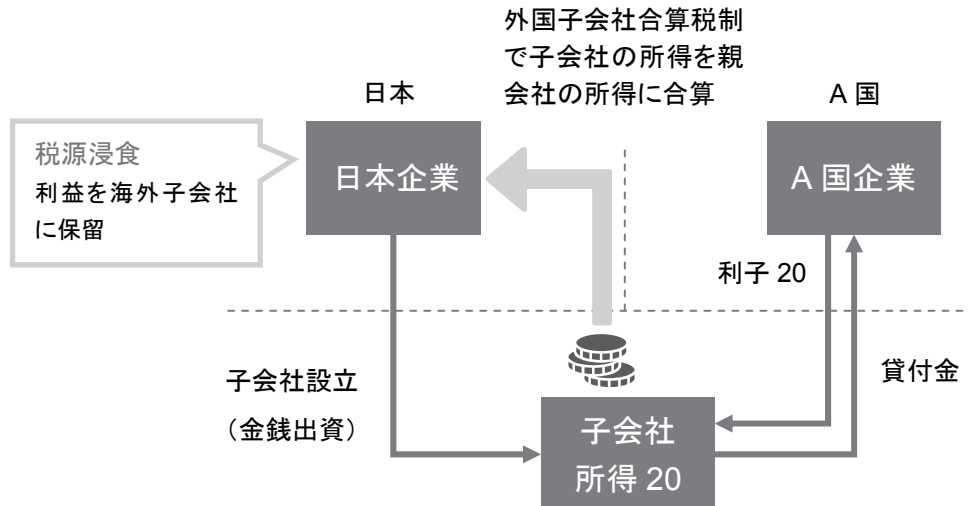 外国子会社合算税制
で子会社の所得を親
会社の所得に合算
日本
A 国
税源浸食
利益を海外子会社
に保留
日本企業
A 国企業
利子 20
子会社設立
（金銭出資）
貸付金
子会社
所得 20